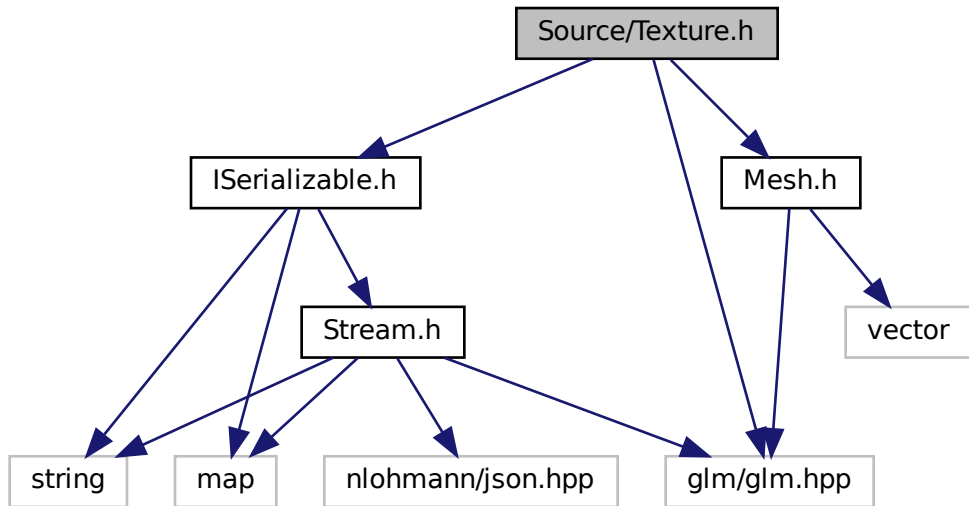 Source/Texture.h
ISerializable.h
Mesh.h
Stream.h
vector
string
map
nlohmann/json.hpp
glm/glm.hpp